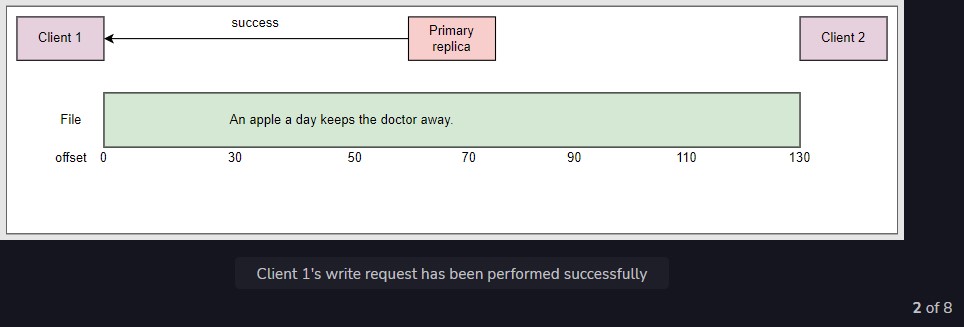 success
Client 1
Primary
replica
Client 2
File
An apple a day keeps the doctor away.
offset 0 30 50 70 90 110 130
Client 1's write request has been performed successfully
2 of 8